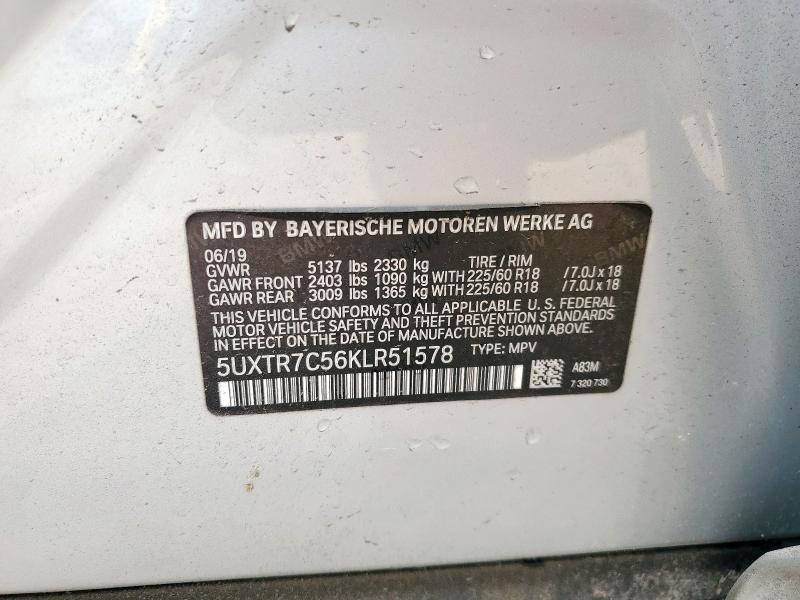 MFD BY BAYERISCHE MOTOREN WERKE AG
06/19
GVWR 5137 lbs 2330 kg TIRE / RIM
GAWR FRONT 2403 lbs 1090 kg WITH 225/60 R18 /7.0J x 18
GAWR REAR 3009 lbs 1365 kg WITH 225/60 R18 /7.0J x 18
THIS VEHICLE CONFORMS TO ALL APPLICABLE U. S. FEDERAL
MOTOR VEHICLE SAFETY AND THEFT PREVENTION STANDARDS
IN EFFECT ON THE DATE OF MANUFACTURE SHOWN ABOVE.
5UXTR7C56KLR51578 TYPE: MPV
A83M
7 320 730